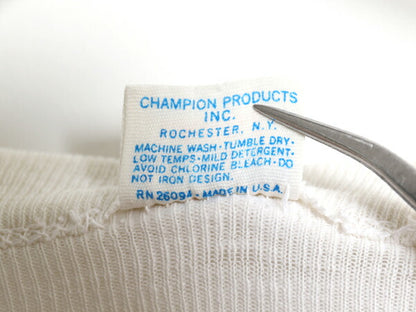 CHAMPION PRODUCTS
INC.
ROCHESTER, N.Y.
MACHINE WASH·TUMBLE DRY·
LOW TEMPS·MILD DETERGENT·
AVOID CHLORINE BLEACH·DO
NOT IRON DESIGN.
RN 26094·MADE IN U.S.A.